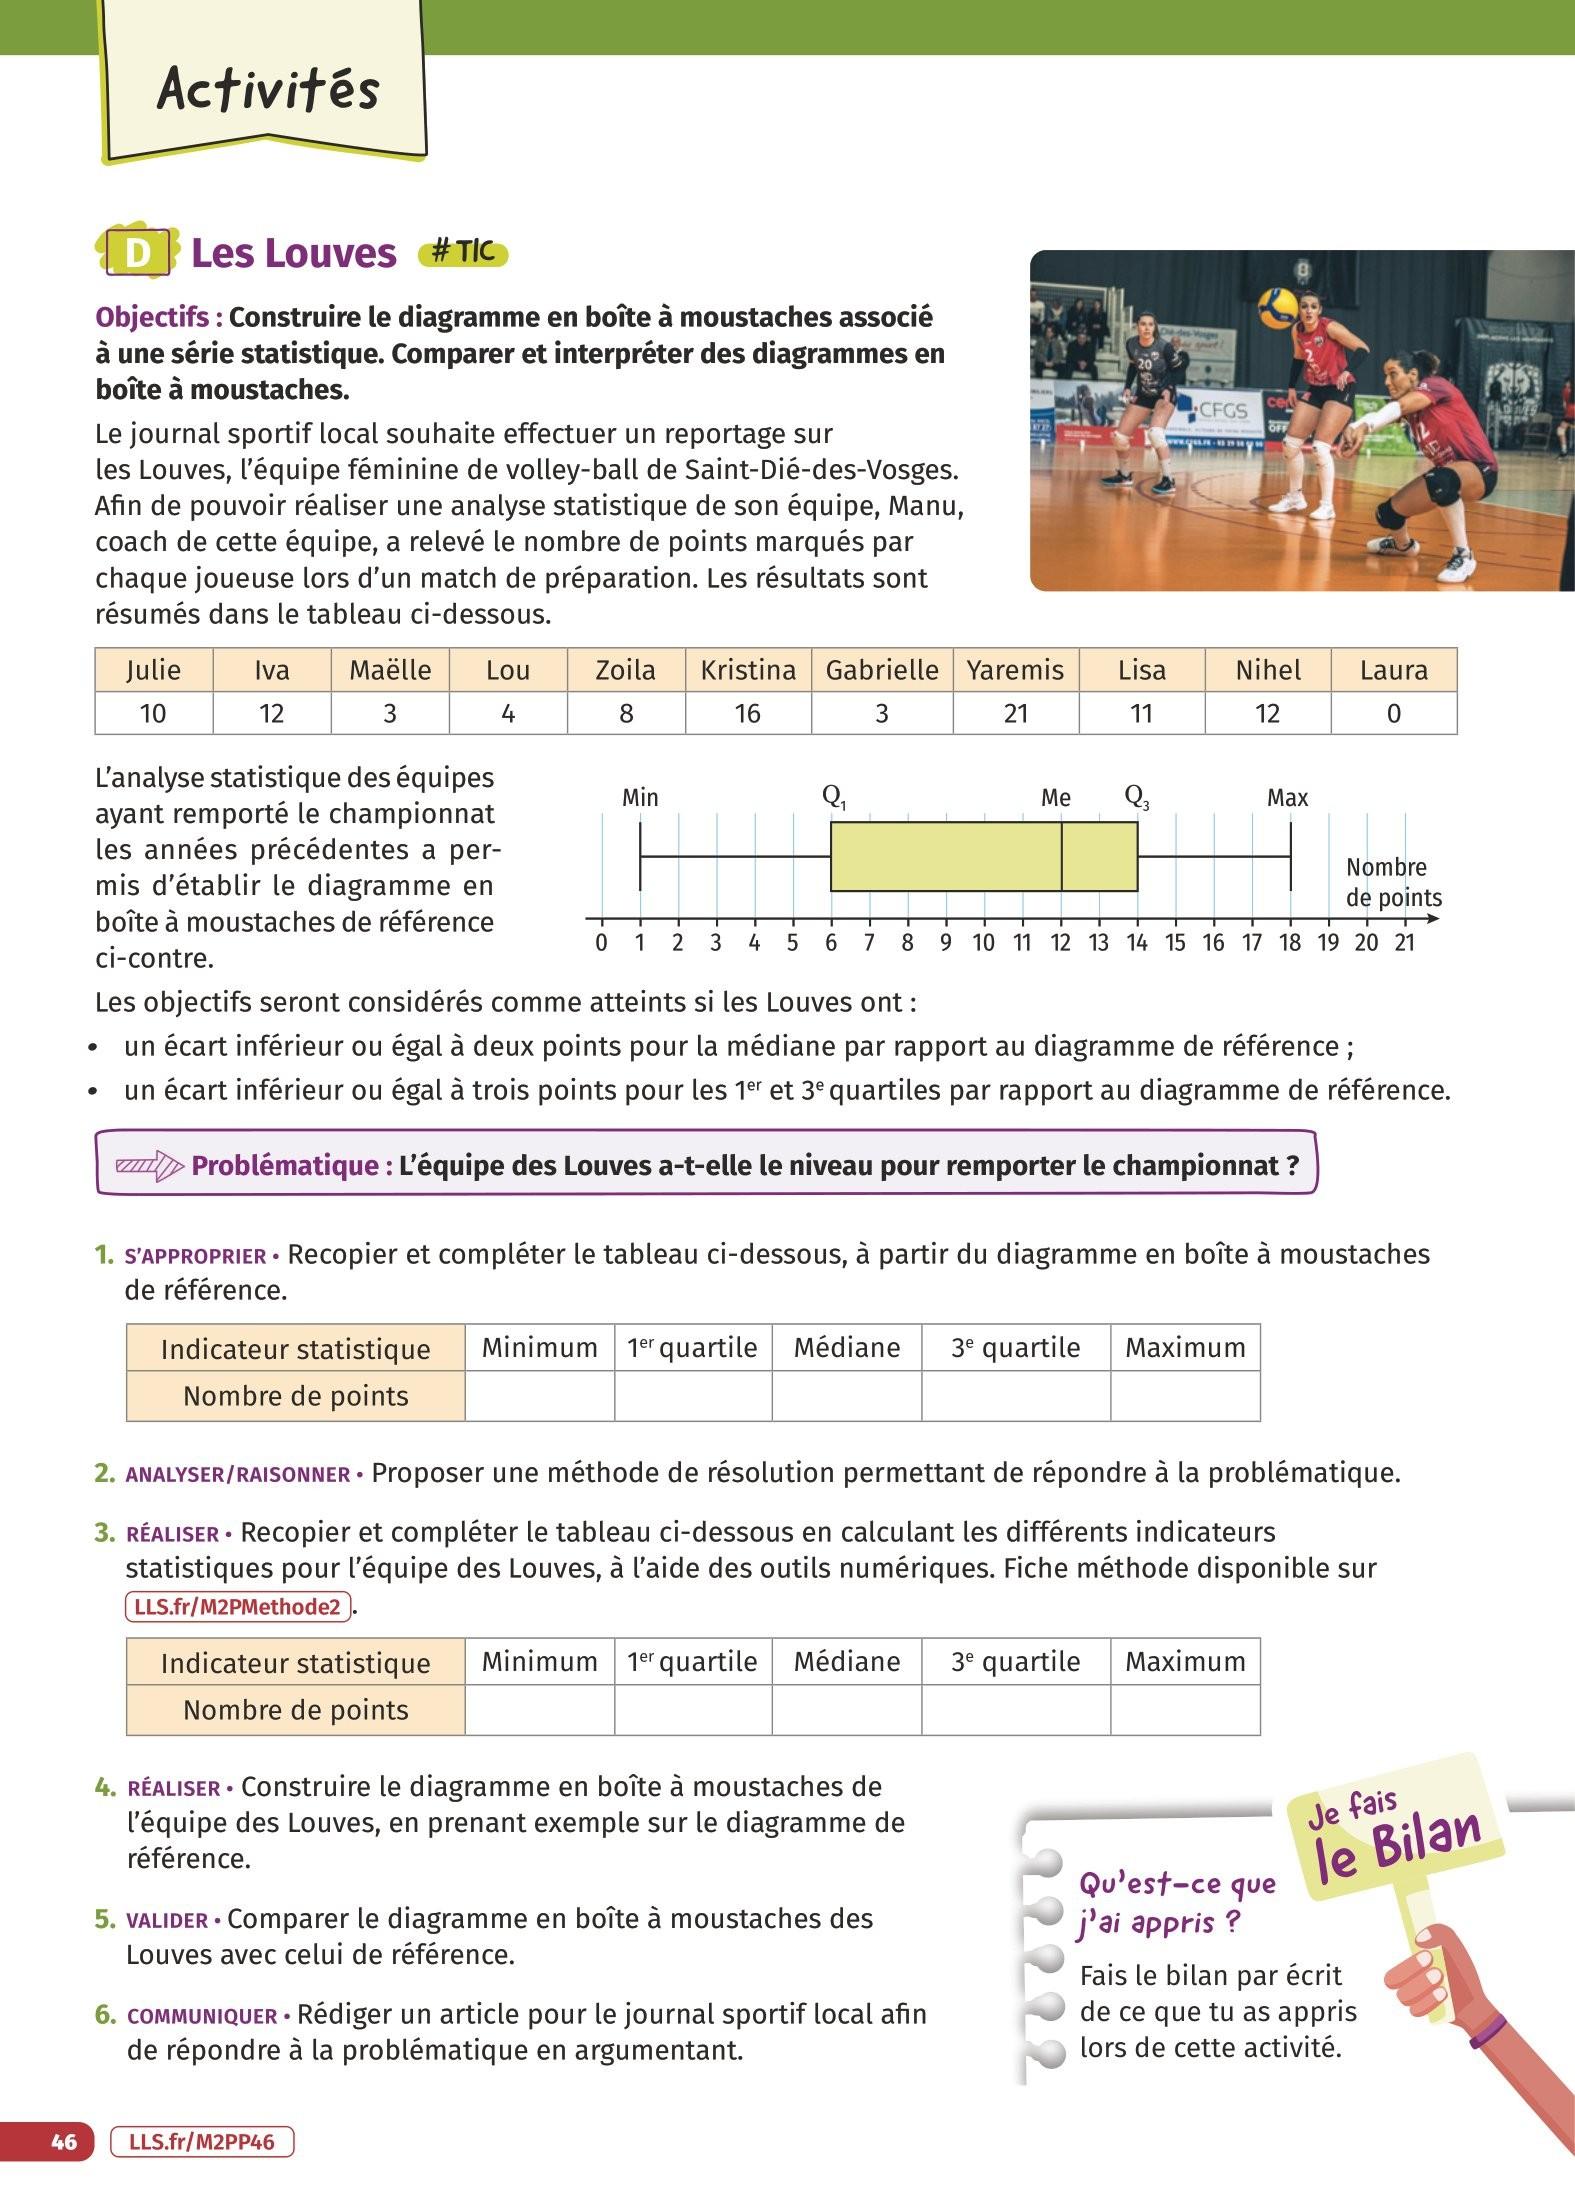 Activités
D Les Louves # TIC
Objectifs : Construire le diagramme en boîte à moustaches associé
à une série statistique. Comparer et interpréter des diagrammes en
boîte à moustaches.
Le journal sportif local souhaite effectuer un reportage sur
les Louves, l’équipe féminine de volley-ball de Saint-Dié-des-Vosges.
Afin de pouvoir réaliser une analyse statistique de son équipe, Manu,
coach de cette équipe, a relevé le nombre de points marqués par
chaque joueuse lors d’un match de préparation. Les résultats sont
résumés dans le tableau ci-dessous.
20
2
CFGS
Julie Iva Maëlle Lou Zoila Kristina Gabrielle Yaremis Lisa Nihel Laura
10 12 3 4 8 16 3 21 11 12 0
L’analyse statistique des équipes
ayant remporté le championnat
les années précédentes a per-
mis d’établir le diagramme en
boîte à moustaches de référence
ci-contre.
Min Q1 Me Q3 Max
Nombre
de points
0 1 2 3 4 5 6 7 8 9 10 11 12 13 14 15 16 17 18 19 20 21
Les objectifs seront considérés comme atteints si les Louves ont :
• un écart inférieur ou égal à deux points pour la médiane par rapport au diagramme de référence ;
• un écart inférieur ou égal à trois points pour les 1er et 3e quartiles par rapport au diagramme de référence.
Problématique : L’équipe des Louves a-t-elle le niveau pour remporter le championnat ?
1. S’APPROPRIER • Recopier et compléter le tableau ci-dessous, à partir du diagramme en boîte à moustaches
de référence.
Indicateur statistique Minimum 1er quartile Médiane 3e quartile Maximum
Nombre de points
2. ANALYSER/RAISONNER • Proposer une méthode de résolution permettant de répondre à la problématique.
3. RÉALISER • Recopier et compléter le tableau ci-dessous en calculant les différents indicateurs
statistiques pour l’équipe des Louves, à l’aide des outils numériques. Fiche méthode disponible sur
LLS.fr/M2PMethode2 .
Indicateur statistique Minimum 1er quartile Médiane 3e quartile Maximum
Nombre de points
4. RÉALISER • Construire le diagramme en boîte à moustaches de
l’équipe des Louves, en prenant exemple sur le diagramme de
référence.
5. VALIDER • Comparer le diagramme en boîte à moustaches des
Louves avec celui de référence.
6. COMMUNIQUER • Rédiger un article pour le journal sportif local afin
de répondre à la problématique en argumentant.
Je fais
le Bilan
Qu’est-ce que
j’ai appris ?
Fais le bilan par écrit
de ce que tu as appris
lors de cette activité.
46 LLS.fr/M2PP46